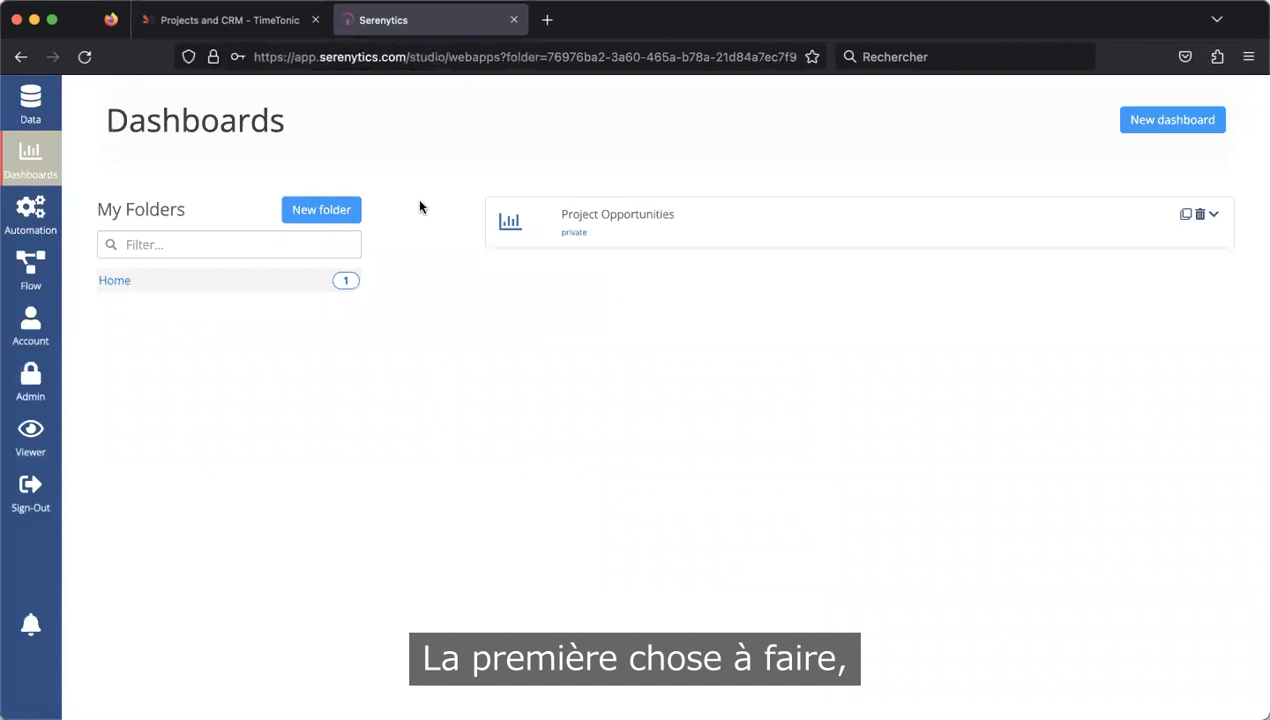 Projects and CRM - TimeTonic
Serenytics
https://app.serenytics.com/studio/webapps?folder=76976ba2-3a60-465a-b78a-21d84a7ec7f9
Rechercher
Data
Dashboards
Automation
Flow
Account
Admin
Viewer
Sign-Out
Dashboards
New dashboard
My Folders
New folder
Filter...
Home
1
Project Opportunities
private
La première chose à faire,